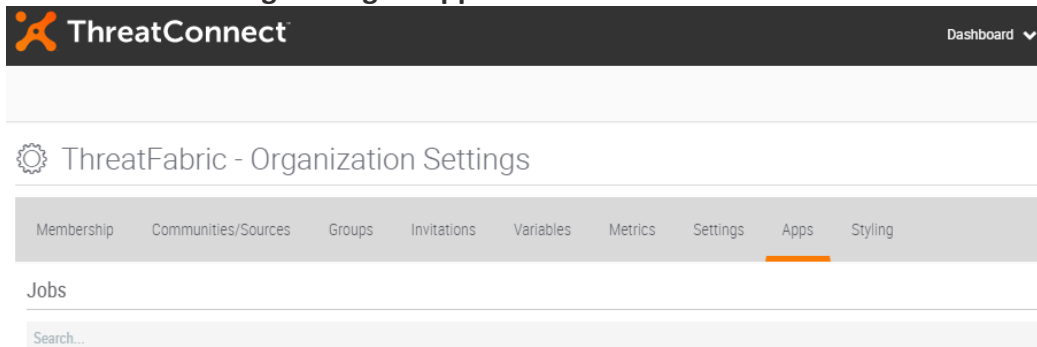 ThreatConnect
Dashboard
ThreatFabric - Organization Settings
Membership Communities/Sources Groups Invitations Variables Metrics Settings Apps Styling
Jobs
Search...